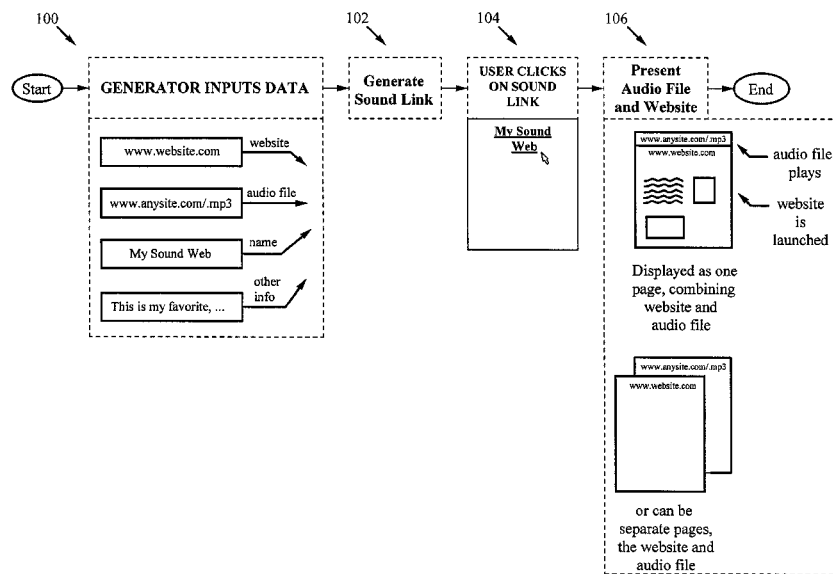 100
102
104
106
Start
GENERATOR INPUTS DATA
Generate
Sound Link
USER CLICKS
ON SOUND
LINK
Present
Audio File
and Website
End
www.website.com
website
www.anysite.com/.mp3
audio file
My Sound Web
name
This is my favorite, ...
other
info
My Sound
Web
www.anysite.com/.mp3
www.website.com
audio file
plays
website
is
launched
Displayed as one
page, combining
website and
audio file
www.anysite.com/.mp3
www.website.com
or can be
separate pages,
the website and
audio file